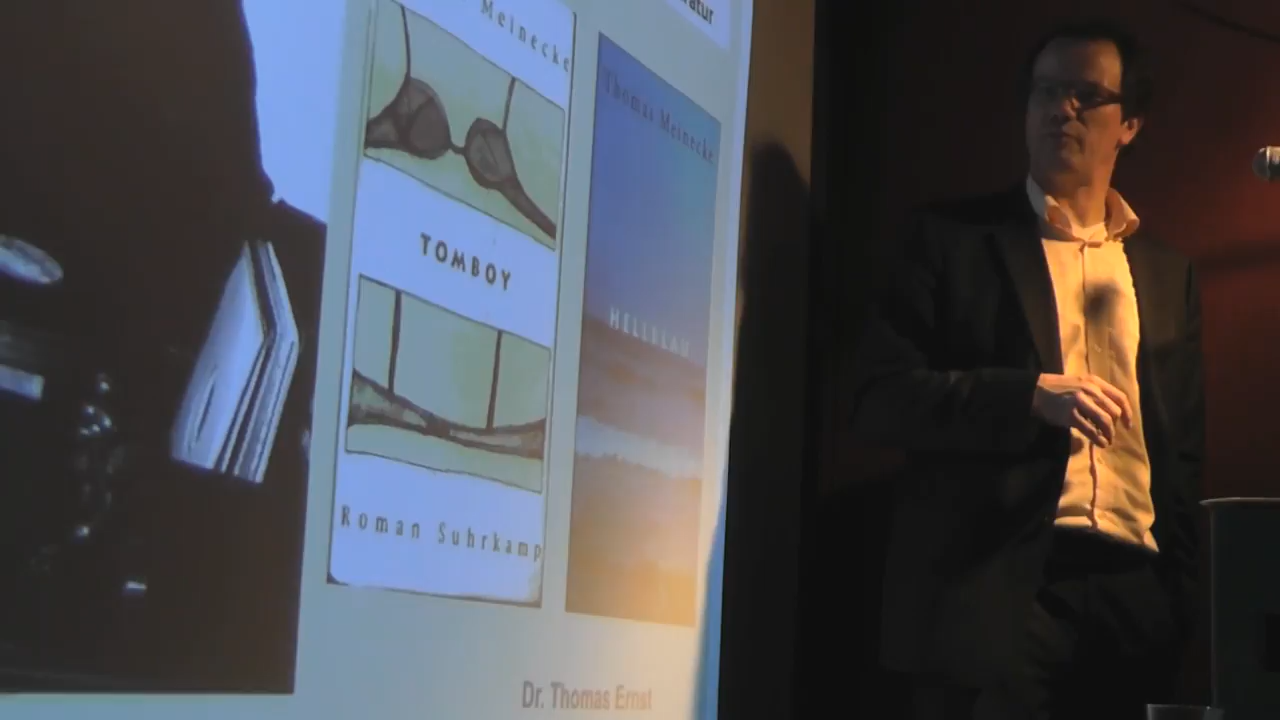 Meinecke
TOMBOY
Roman Suhrkamp
Thomas Meinecke
HELLBLAU
Dr. Thomas Ernst